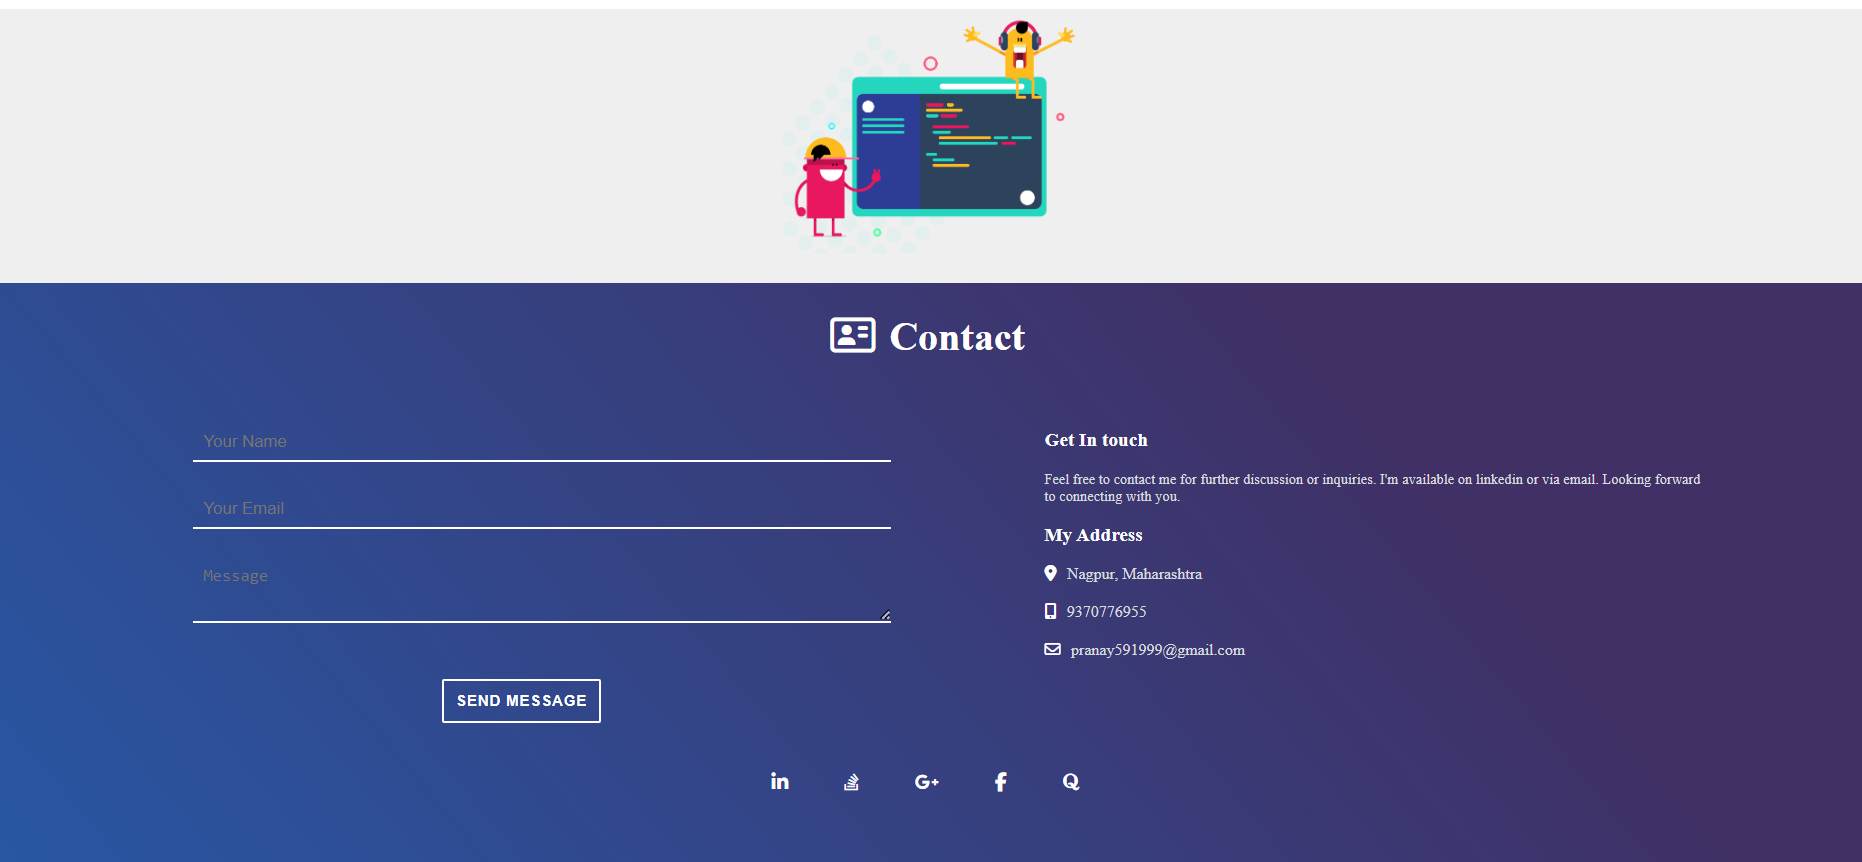 Contact
Your Name
Your Email
Message
SEND MESSAGE
Get In touch
Feel free to contact me for further discussion or inquiries. I'm available on linkedin or via email. Looking forward
to connecting with you.
My Address
Nagpur, Maharashtra
9370776955
pranay591999@gmail.com
in
G+
f
Q